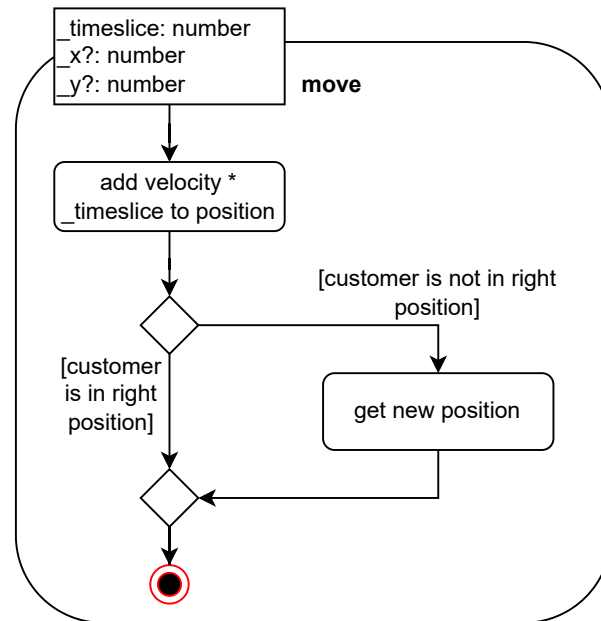 _timeslice: number
_x?: number
_y?: number
move
add velocity *
_timeslice to position
[customer is not in right
position]
[customer
is in right
position]
get new position